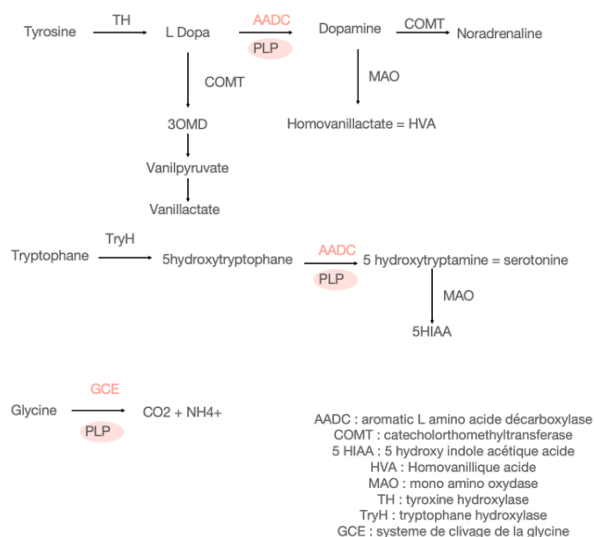 Tyrosine TH L Dopa AADC PLP Dopamine COMT Noradrenaline
COMT
MAO
3OMD
Homovanillactate = HVA
Vanilpyruvate
Vanillactate
Tryptophane TryH 5hydroxytryptophane AADC PLP 5 hydroxytryptamine = serotonine
MAO
5HIAA
Glycine GCE PLP CO2 + NH4+
AADC : aromatic L amino acide décarboxylase
COMT : catecholorthomethyltransferase
5 HIAA : 5 hydroxy indole acétique acide
HVA : Homovanillique acide
MAO : mono amino oxydase
TH : tyroxine hydroxylase
TryH : tryptophane hydroxylase
GCE : systeme de clivage de la glycine